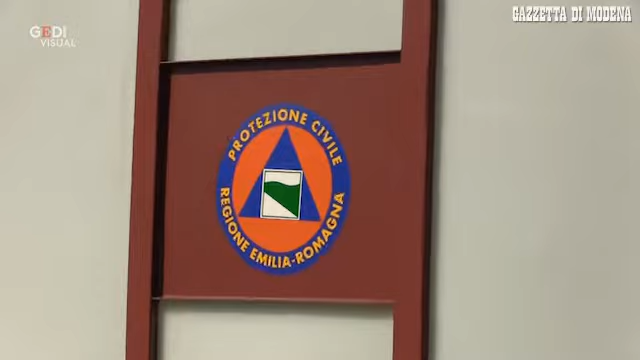 GEDI
VISUAL
GAZZETTA DI MODENA
PROTEZIONE CIVILE
REGIONE EMILIA-ROMAGNA